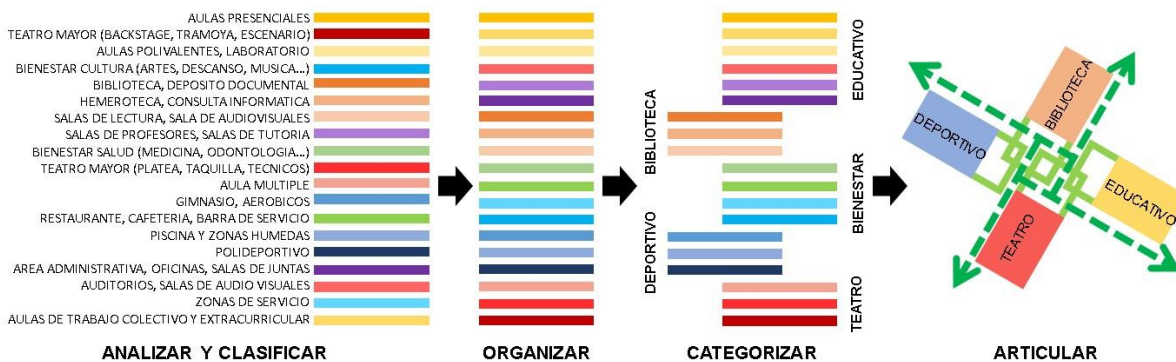 AULAS PRESENCIALES
TEATRO MAYOR (BACKSTAGE, TRAMOYA, ESCENARIO)
AULAS POLIVALENTES, LABORATORIO
BIENESTAR CULTURA (ARTES, DESCANSO, MUSICA...)
BIBLIOTECA, DEPOSITO DOCUMENTAL
HEMEROTECA, CONSULTA INFORMATICA
SALAS DE LECTURA, SALA DE AUDIOVISUALES
SALAS DE PROFESORES, SALAS DE TUTORIA
BIENESTAR SALUD (MEDICINA, ODONTOLOGIA...)
TEATRO MAYOR (PLATEA, TAQUILLA, TECNICOS)
AULA MULTIPLE
GIMNASIO, AEROBICOS
RESTAURANTE, CAFETERIA, BARRA DE SERVICIO
PISCINA Y ZONAS HUMEDAS
POLIDEPORTIVO
AREA ADMINISTRATIVA, OFICINAS, SALAS DE JUNTAS
AUDITORIOS, SALAS DE AUDIO VISUALES
ZONAS DE SERVICIO
AULAS DE TRABAJO COLECTIVO Y EXTRACURRICULAR
ANALIZAR Y CLASIFICAR
ORGANIZAR
BIBLIOTECA
DEPORTIVO
EDUCATIVO
BIENESTAR
TEATRO
CATEGORIZAR
BIBLIOTECA
DEPORTIVO
EDUCATIVO
TEATRO
ARTICULAR